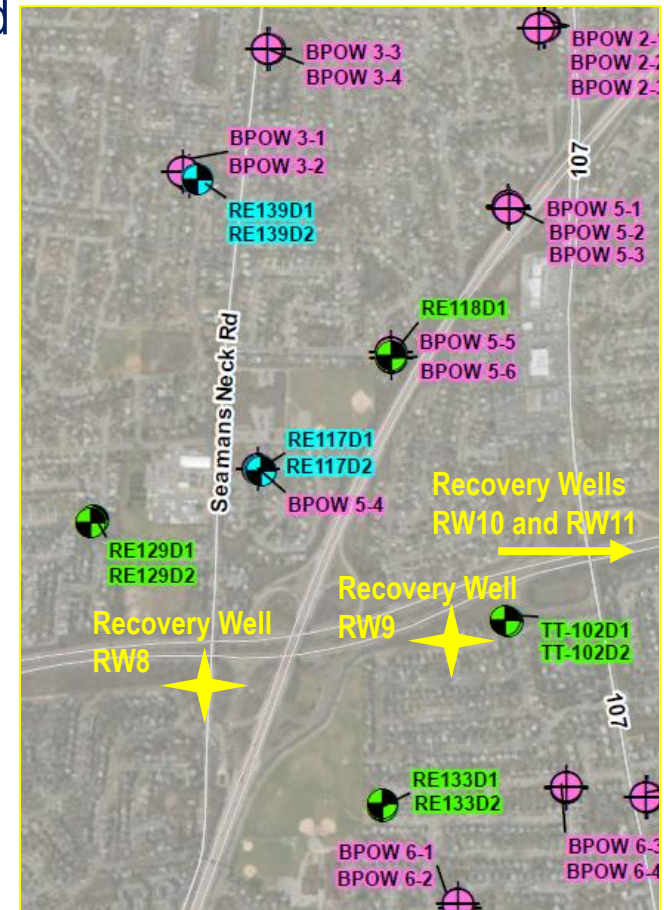 d
BPOW 3-3
BPOW 3-4
BPOW 2-
BPOW 2-2
BPOW 2-3
BPOW 3-1
BPOW 3-2
107
RE139D1
RE139D2
BPOW 5-1
BPOW 5-2
BPOW 5-3
RE118D1
BPOW 5-5
BPOW 5-6
Seamans Neck Rd
RE117D1
RE117D2
BPOW 5-4
Recovery Wells
RW10 and RW11
RE129D1
RE129D2
Recovery Well
RW9
Recovery Well
RW8
TT-102D1
TT-102D2
107
RE133D1
RE133D2
BPOW 6-3
BPOW 6-4
BPOW 6-1
BPOW 6-2